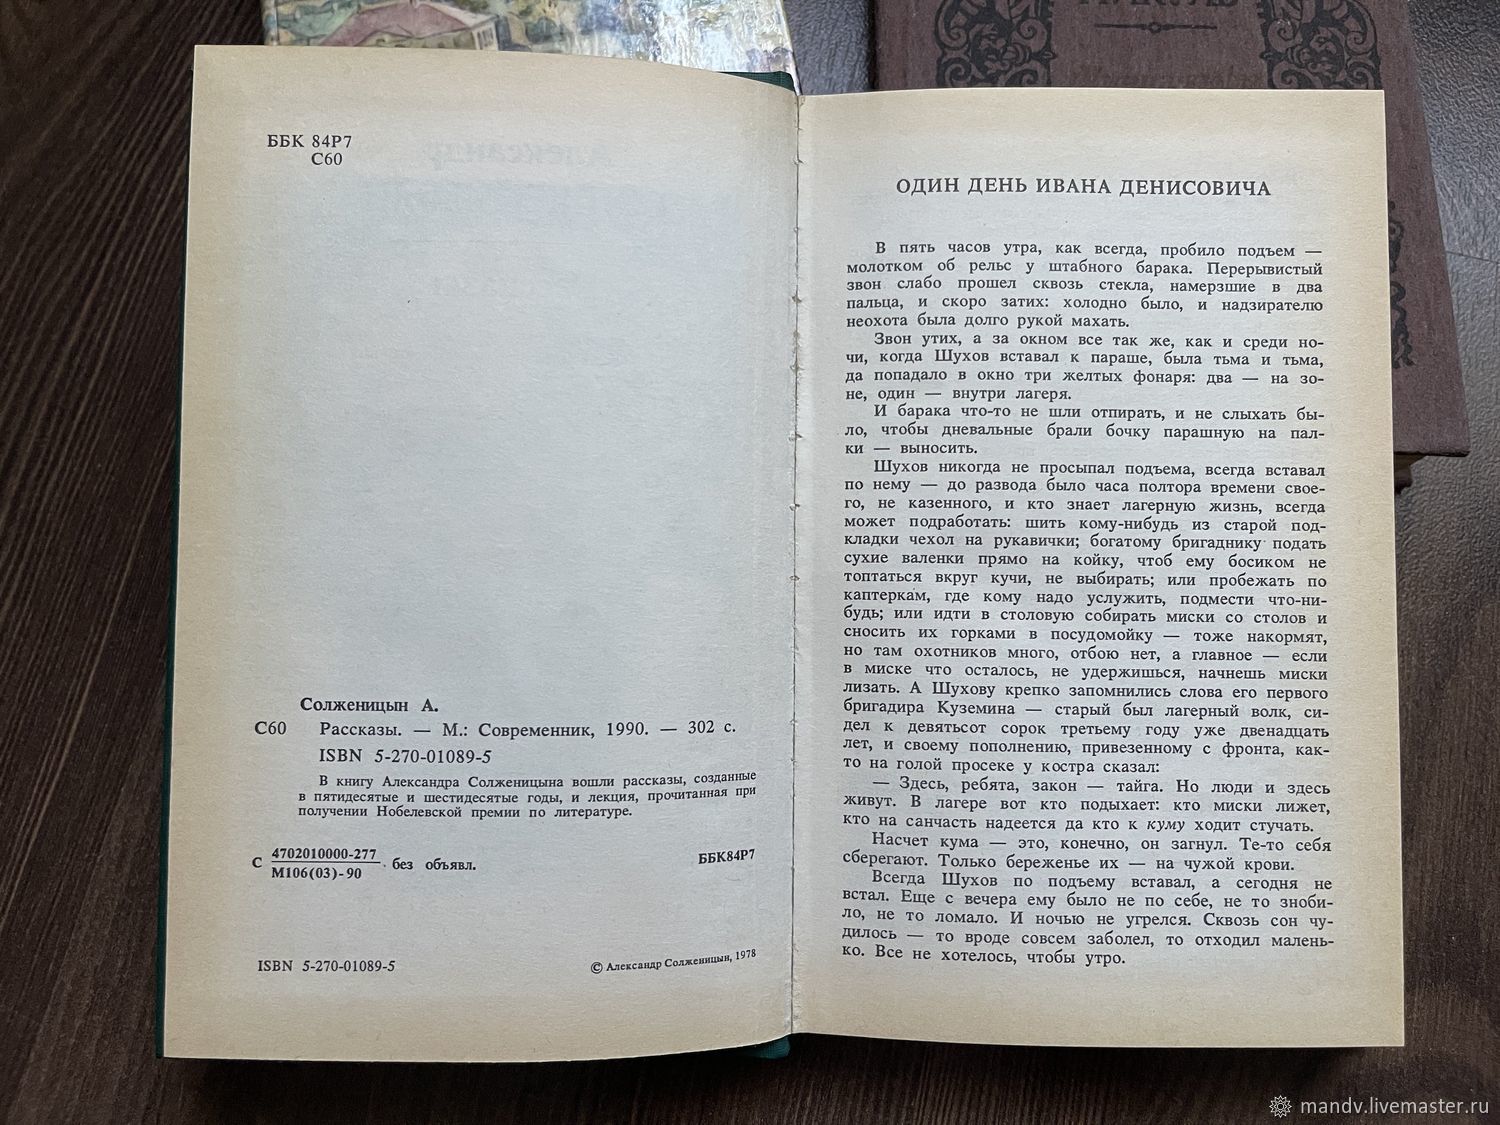 ББК 84Р7
С60
Солженицын А.
С60 Рассказы. — М.: Современник, 1990. — 302 с.
ISBN 5-270-01089-5
В книгу Александра Солженицына вошли рассказы, созданные
в пятидесятые и шестидесятые годы, и лекция, прочитанная при
получении Нобелевской премии по литературе.
С 4702010000-277 без объявл. ББК84Р7
М106(03)-90
ISBN 5-270-01089-5 © Александр Солженицын, 1978
ОДИН ДЕНЬ ИВАНА ДЕНИСОВИЧА
В пять часов утра, как всегда, пробило подъем —
молотком об рельс у штабного барака. Перерывистый
звон слабо прошел сквозь стекла, намерзшие в два
пальца, и скоро затих: холодно было, и надзирателю
неохота была долго рукой махать.
Звон утих, а за окном все так же, как и среди но-
чи, когда Шухов вставал к параше, была тьма и тьма,
да попадало в окно три желтых фонаря: два — на зо-
не, один — внутри лагеря.
И барака что-то не шли отпирать, и не слыхать бы-
ло, чтобы дневальные брали бочку парашную на пал-
ки — выносить.
Шухов никогда не просыпал подъема, всегда вставал
по нему — до развода было часа полтора времени свое-
го, не казенного, и кто знает лагерную жизнь, всегда
может подработать: шить кому-нибудь из старой под-
кладки чехол на рукавички; богатому бригаднику подать
сухие валенки прямо на койку, чтоб ему босиком не
топтаться вкруг кучи, не выбирать; или пробежать по
каптеркам, где кому надо услужить, подмести что-ни-
будь; или идти в столовую собирать миски со столов и
сносить их горками в посудомойку — тоже накормят,
но там охотников много, отбою нет, а главное — если
в миске что осталось, не удержишься, начнешь миски
лизать. А Шухову крепко запомнились слова его первого
бригадира Куземина — старый был лагерный волк, си-
дел к девятьсот сорок третьему году уже двенадцать
лет, и своему пополнению, привезенному с фронта, как-
то на голой просеке у костра сказал:
— Здесь, ребята, закон — тайга. Но люди и здесь
живут. В лагере вот кто подыхает: кто миски лижет,
кто на санчасть надеется да кто к куму ходит стучать.
Насчет кума — это, конечно, он загнул. Те-то себя
сберегают. Только береженье их — на чужой крови.
Всегда Шухов по подъему вставал, а сегодня не
встал. Еще с вечера ему было не по себе, не то зноби-
ло, не то ломало. И ночью не угрелся. Сквозь сон чу-
дилось — то вроде совсем заболел, то отходил малень-
ко. Все не хотелось, чтобы утро.
mandv.livemaster.ru